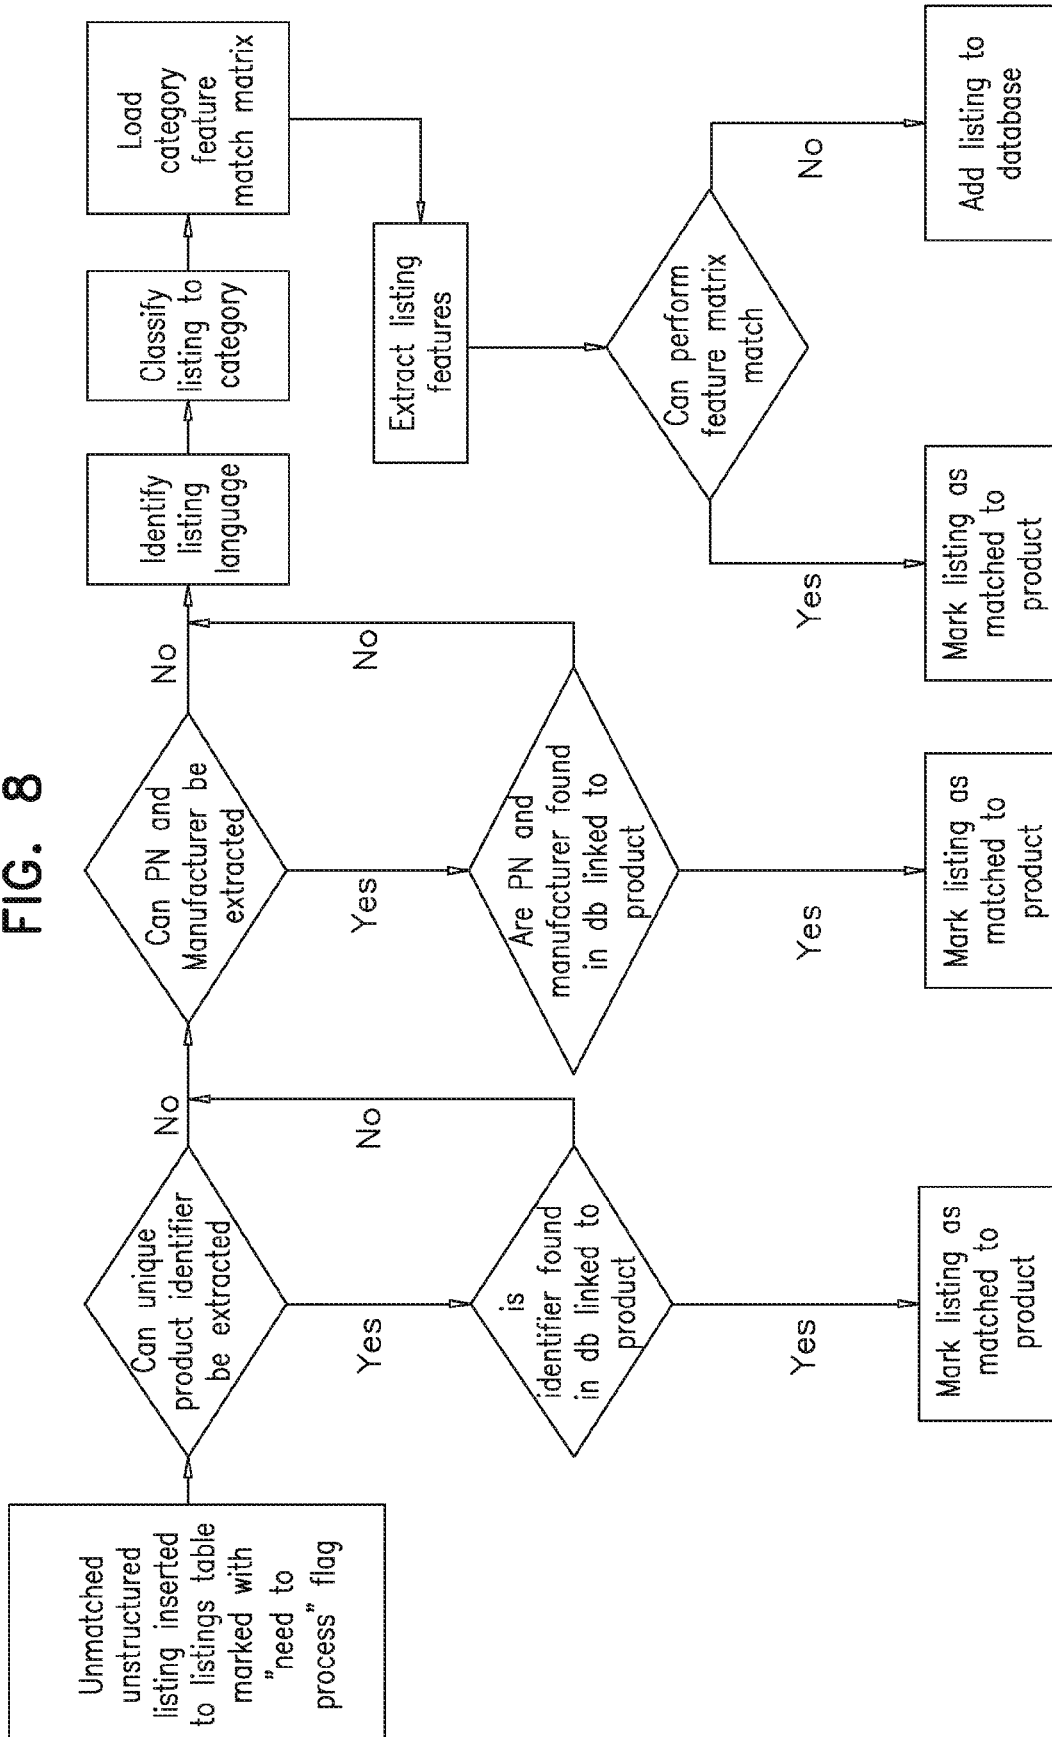 FIG. 8
Unmatched
unstructured
listing inserted
to listings table
marked with
"need to
process" flag
Can unique
product identifier
be extracted
No
Yes
is
identifier found
in db linked to
product
No
Yes
Mark listing as
matched to
product
Can PN and
Manufacturer be
extracted
No
Yes
Are PN and
manufacturer found
in db linked to
product
No
Yes
Mark listing as
matched to
product
Identify
listing
language
Classify
listing to
category
Load
category
feature
match matrix
Extract listing
features
Can perform
feature matrix
match
Yes
No
Mark listing as
matched to
product
Add listing to
database